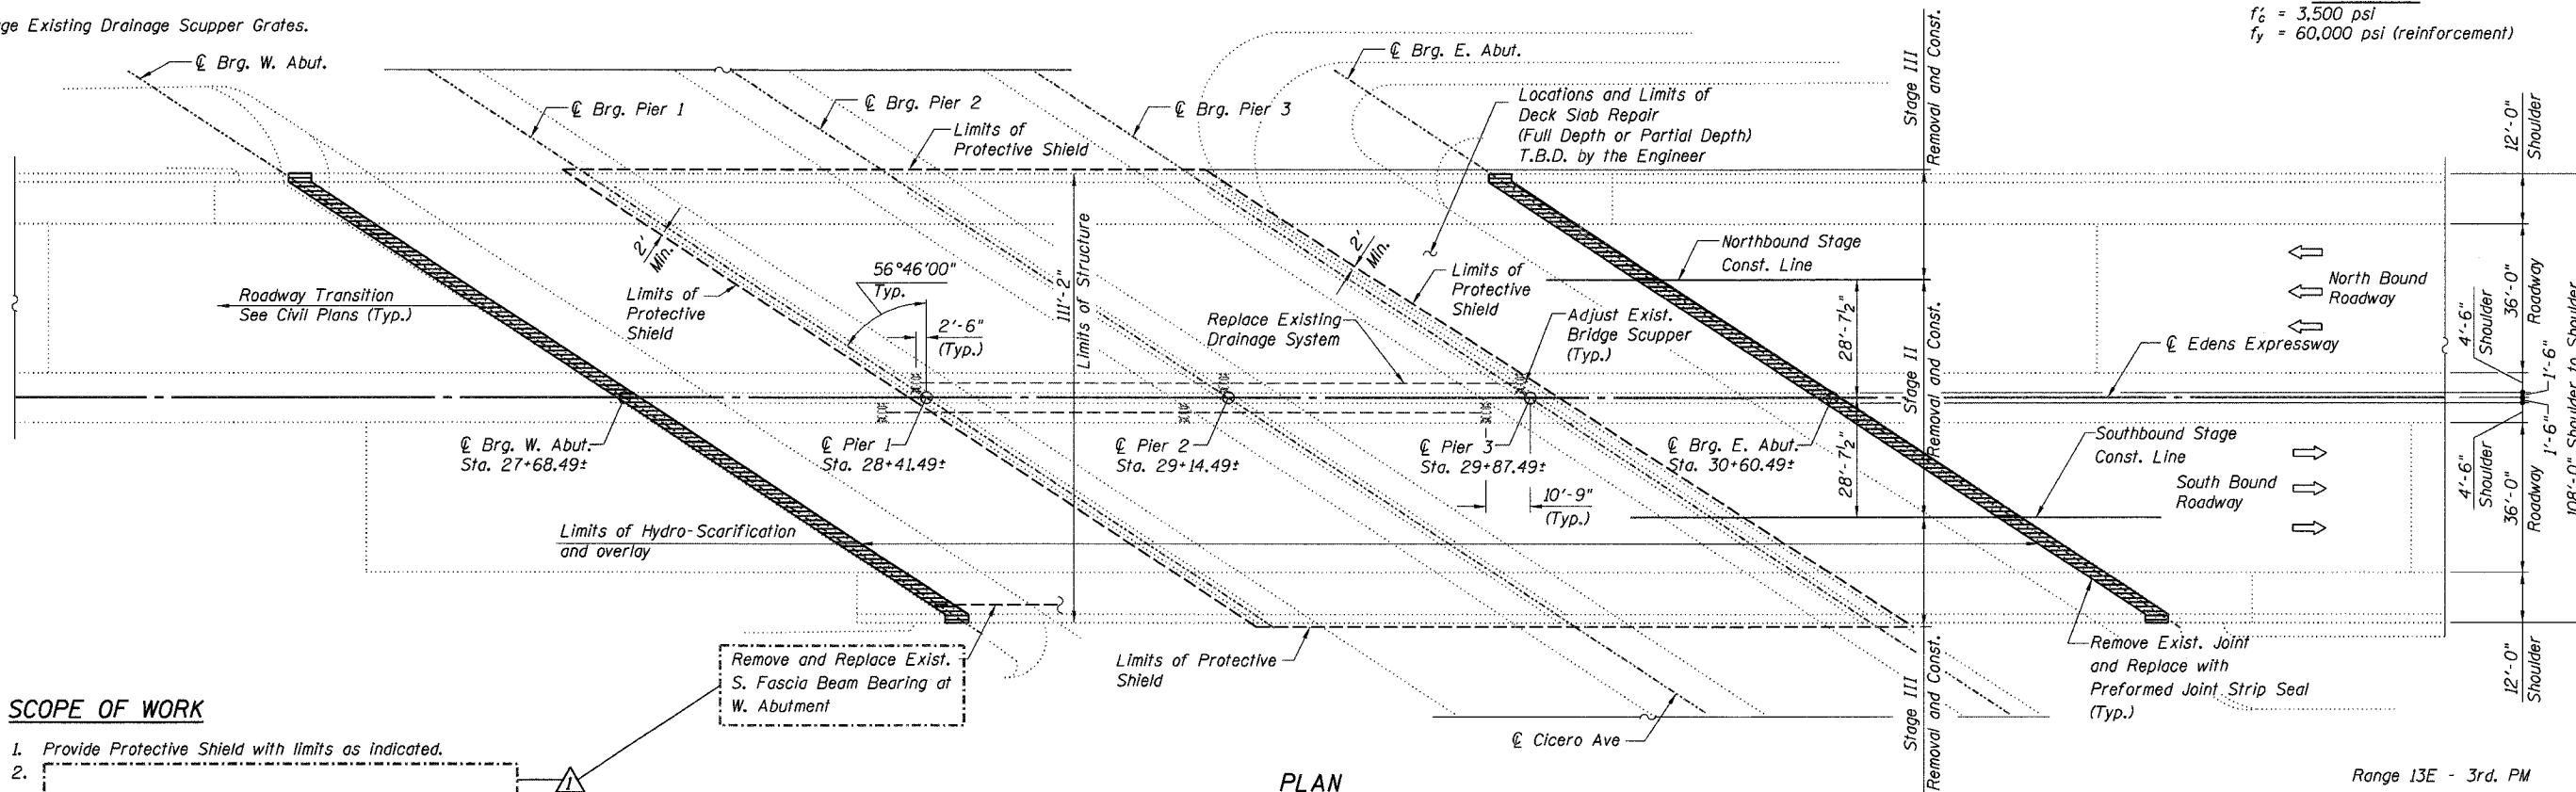 ge Existing Drainage Scupper Grates.
f'c = 3,500 psi
fy = 60,000 psi (reinforcement)
℄ Brg. W. Abut.
℄ Brg. Pier 1
℄ Brg. Pier 2
℄ Brg. Pier 3
℄ Brg. E. Abut.
Limits of
Protective Shield
Locations and Limits of
Deck Slab Repair
(Full Depth or Partial Depth)
T.B.D. by the Engineer
Stage III
Removal and Const.
12'-0"
Shoulder
2'
Min.
56°46'00"
Typ.
2'-6"
(Typ.)
111'-2"
Limits of Structure
2'
Min.
Limits of
Protective
Shield
Northbound Stage
Const. Line
Roadway Transition
See Civil Plans (Typ.)
Limits of
Protective
Shield
Replace Existing
Drainage System
Adjust Exist.
Bridge Scupper
(Typ.)
28'-7½"
Stage II
Removal and Const.
North Bound
Roadway
36'-0"
Roadway
4'-6"
Shoulder
℄ Edens Expressway
1'-6"
1'-6"
108'-0" Shoulder to Shoulder
℄ Brg. W. Abut.
Sta. 27+68.49±
℄ Pier 1
Sta. 28+41.49±
℄ Pier 2
Sta. 29+14.49±
℄ Pier 3
Sta. 29+87.49±
℄ Brg. E. Abut.
Sta. 30+60.49±
28'-7½"
10'-9"
(Typ.)
Southbound Stage
Const. Line
South Bound
Roadway
4'-6"
Shoulder
36'-0"
Roadway
Limits of Hydro-Scarification
and overlay
Remove and Replace Exist.
S. Fascia Beam Bearing at
W. Abutment
Limits of Protective
Shield
℄ Cicero Ave
Stage III
Removal and Const.
Remove Exist. Joint
and Replace with
Preformed Joint Strip Seal
(Typ.)
12'-0"
Shoulder
SCOPE OF WORK
1. Provide Protective Shield with limits as indicated.
2.
1
PLAN
Range 13E - 3rd. PM